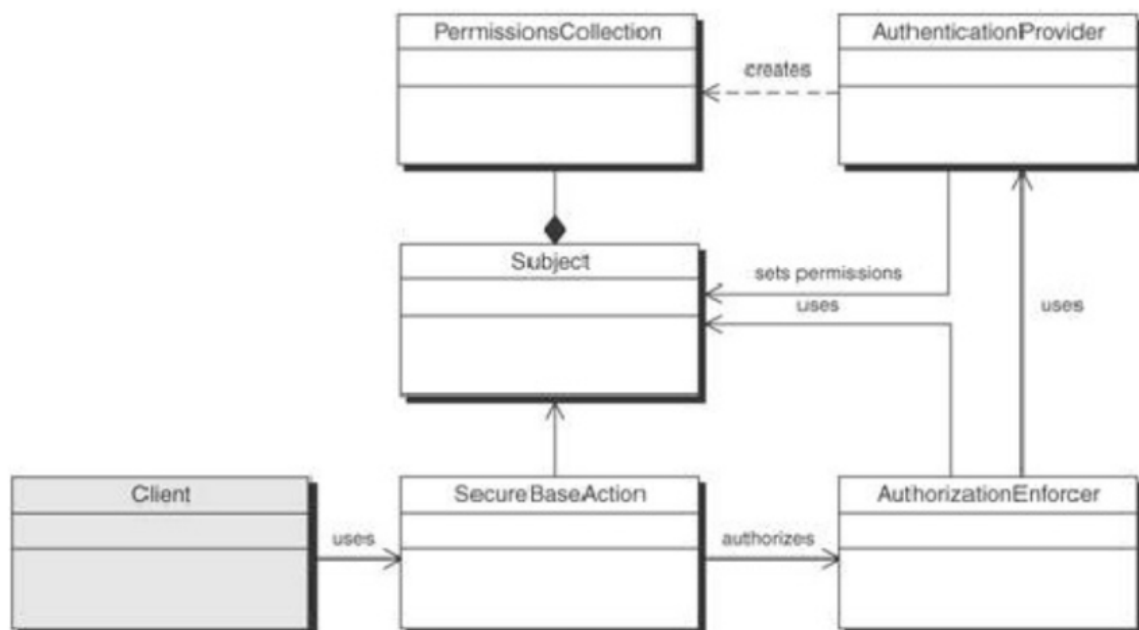 PermissionsCollection
AuthenticationProvider
creates
Subject
sets permissions
uses
uses
Client
SecureBaseAction
AuthorizationEnforcer
uses
authorizes